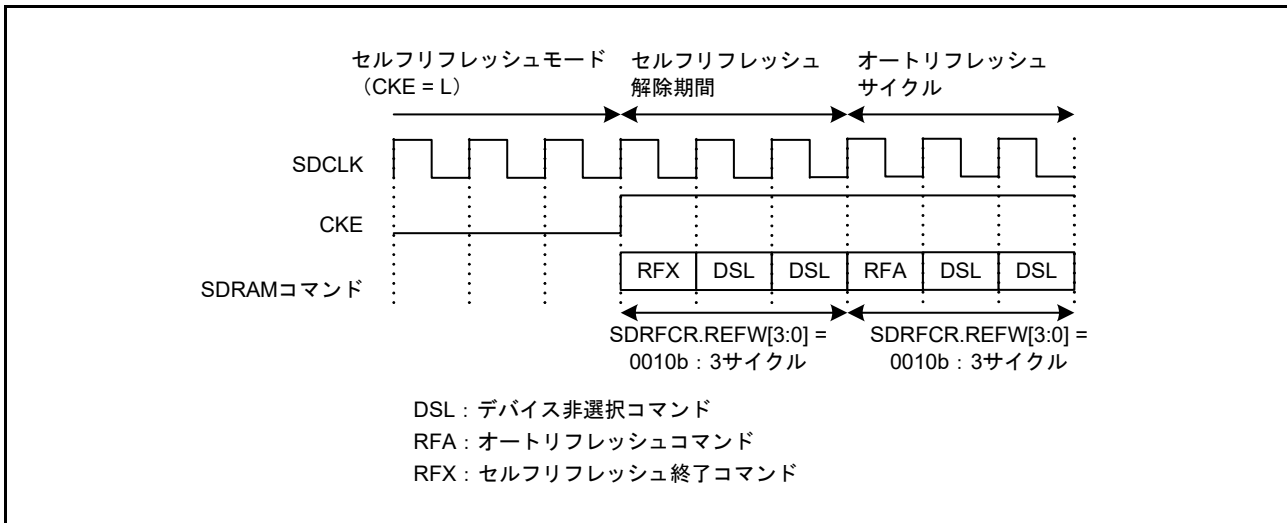 セルフリフレッシュモード
（CKE = L）
セルフリフレッシュ
解除期間
オートリフレッシュ
サイクル
SDCLK
CKE
SDRAMコマンド
RFX
DSL
DSL
RFA
DSL
DSL
SDRFCR.REFW[3:0] =
0010b：3サイクル
SDRFCR.REFW[3:0] =
0010b：3サイクル
DSL：デバイス非選択コマンド
RFA：オートリフレッシュコマンド
RFX：セルフリフレッシュ終了コマンド